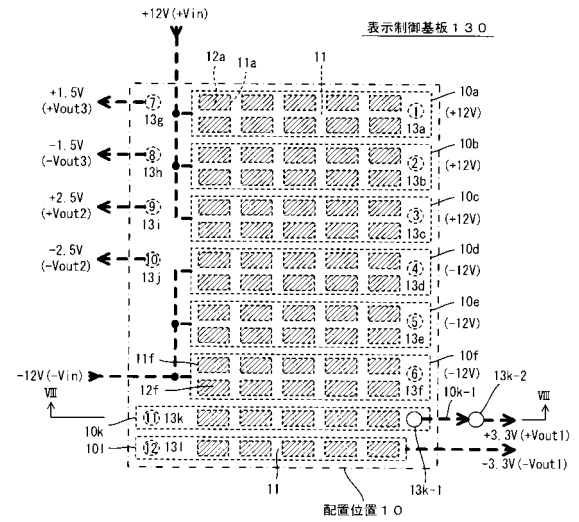 +12V(+Vin)
表示制御基板130
12a
11a
11
10a
+1.5V
(+Vout3)
7
13g
1
13a
(+12V)
10b
-1.5V
(-Vout3)
8
13h
2
13b
(+12V)
10c
+2.5V
(+Vout2)
9
13i
3
13c
(+12V)
10d
-2.5V
(-Vout2)
10
13j
4
13d
(-12V)
10e
5
13e
(-12V)
11f
10f
6
13f
(-12V)
-12V(-Vin)
12f
VIII
10k-1
13k-2
VIII
11
13k
10k
+3.3V(+Vout1)
12
13l
10l
-3.3V(-Vout1)
13k-1
11
配置位置10